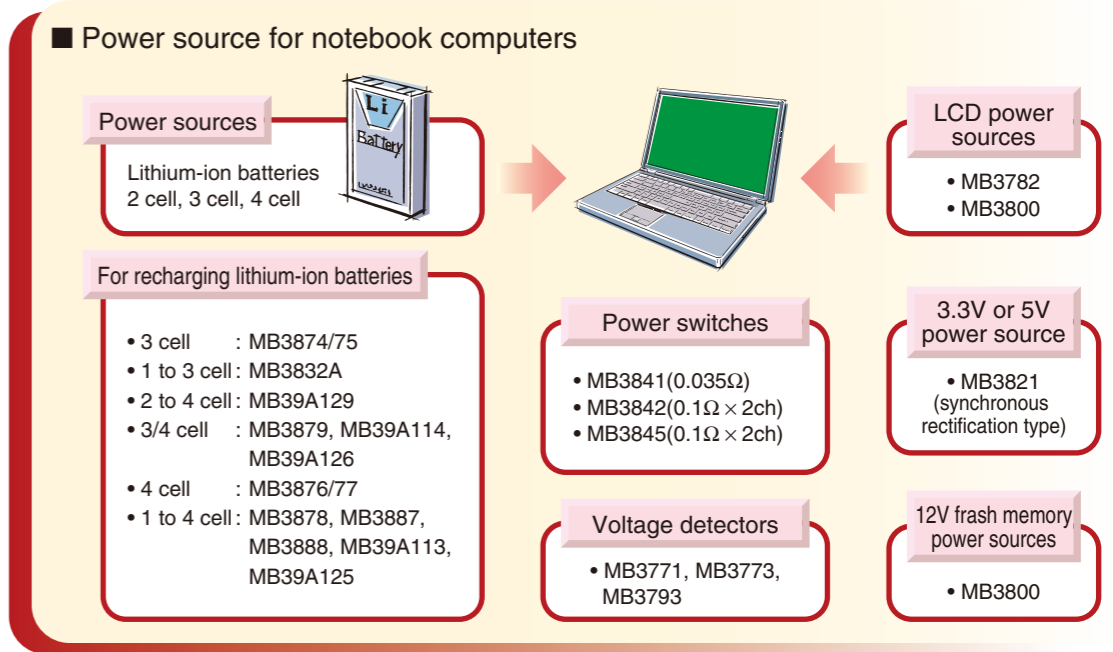 ■ Power source for notebook computers
Power sources
Lithium-ion batteries
2 cell, 3 cell, 4 cell
Li
Battery
For recharging lithium-ion batteries
• 3 cell : MB3874/75
• 1 to 3 cell : MB3832A
• 2 to 4 cell : MB39A129
• 3/4 cell : MB3879, MB39A114,
MB39A126
• 4 cell : MB3876/77
• 1 to 4 cell : MB3878, MB3887,
MB3888, MB39A113,
MB39A125
Power switches
• MB3841(0.035Ω)
• MB3842(0.1Ω × 2ch)
• MB3845(0.1Ω × 2ch)
Voltage detectors
• MB3771, MB3773,
MB3793
LCD power
sources
• MB3782
• MB3800
3.3V or 5V
power source
• MB3821
(synchronous
rectification type)
12V frash memory
power sources
• MB3800